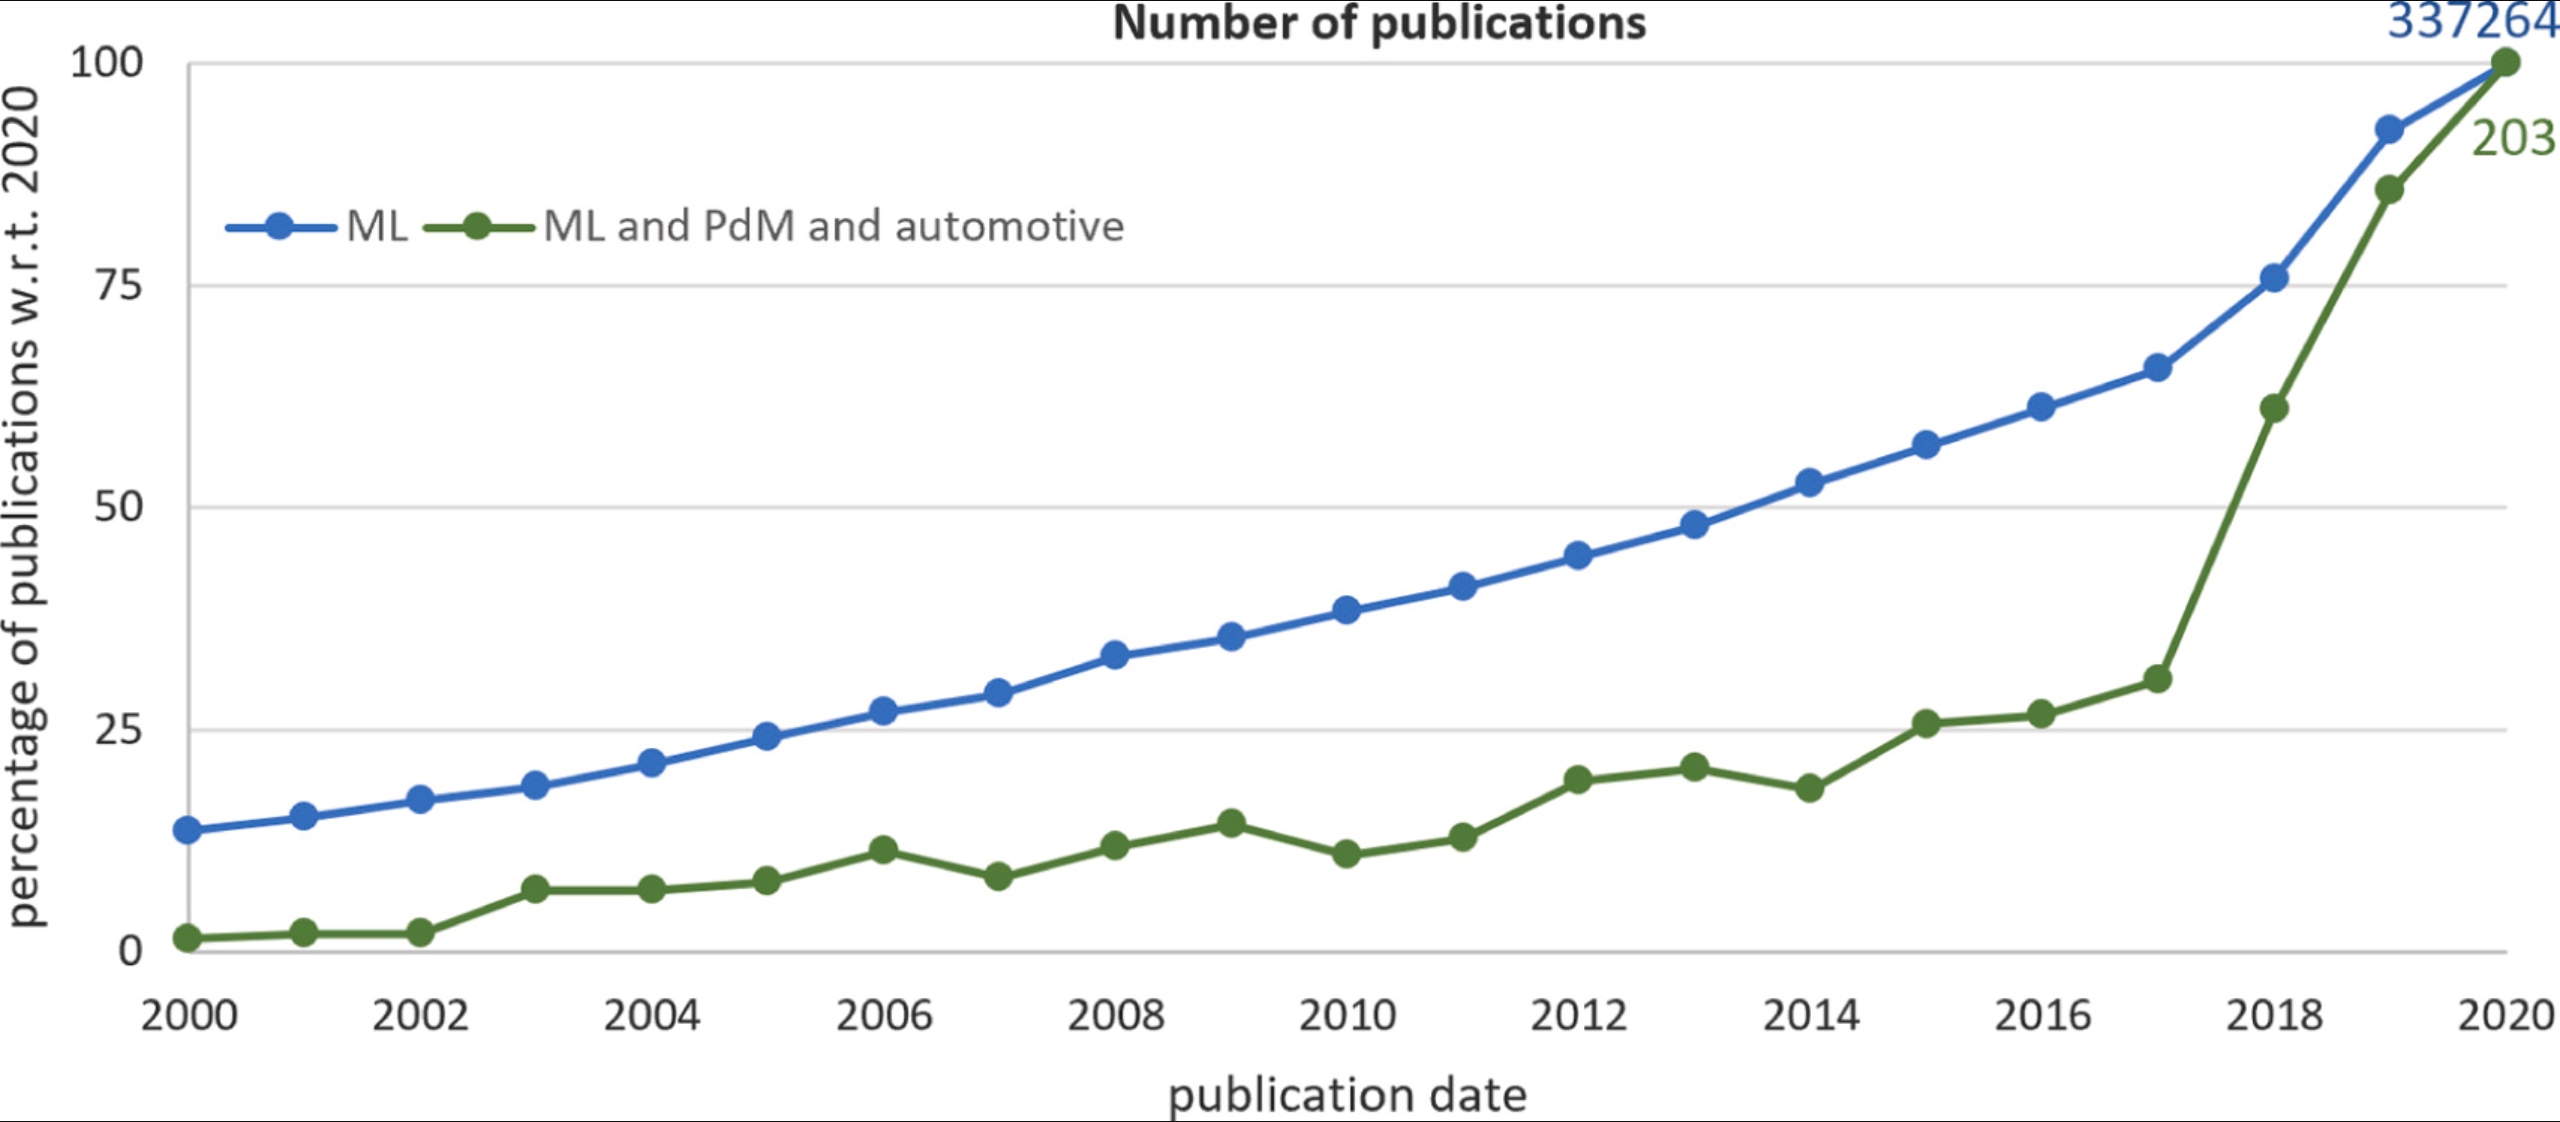 Number of publications
337264
203
percentage of publications w.r.t. 2020
100
75
50
25
0
ML
ML and PdM and automotive
2000 2002 2004 2006 2008 2010 2012 2014 2016 2018 2020
publication date